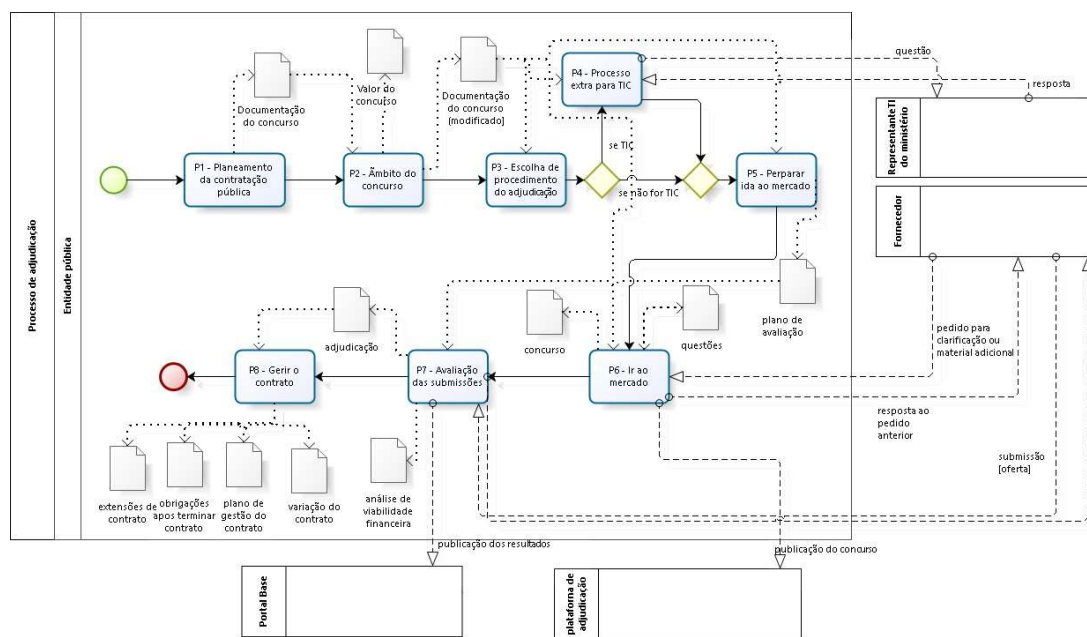 Processo de adjudicação
Entidade pública
Documentação
do concurso
Valor do
concurso
Documentação
do concurso
[modificado]
P4 - Processo
extra para TIC
questão
resposta
RepresentanteTI
do ministério
P1 - Planeamento
da contratação
pública
P2 - Âmbito do
concurso
P3 - Escolha de
procedimento do
adjudicação
se TIC
se não for TIC
P5 - Perparar
ida ao mercado
Fornecedor
plano de
avaliação
pedido para
clarificação ou
material adicional
adjudicação
concurso
questões
P8 - Gerir o
contrato
P7 - Avaliação
das submissões
P6 - Ir ao
mercado
resposta ao
pedido
anterior
submissão
[oferta]
extensões de
contrato
obrigações
apos terminar
contrato
plano de
gestão do
contrato
variação do
contrato
análise de
viabilidade
financeira
publicação dos resultados
publicação do concurso
Portal Base
plataforna de
adjudicação